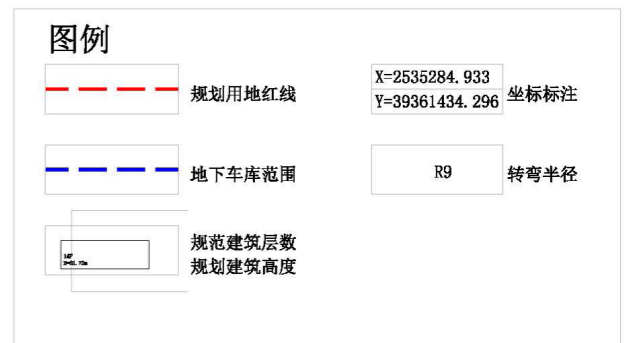 图例
规划用地红线
X=2535284.933
Y=39361434.296
坐标标注
地下车库范围
R9
转弯半径
规范建筑层数
规划建筑高度